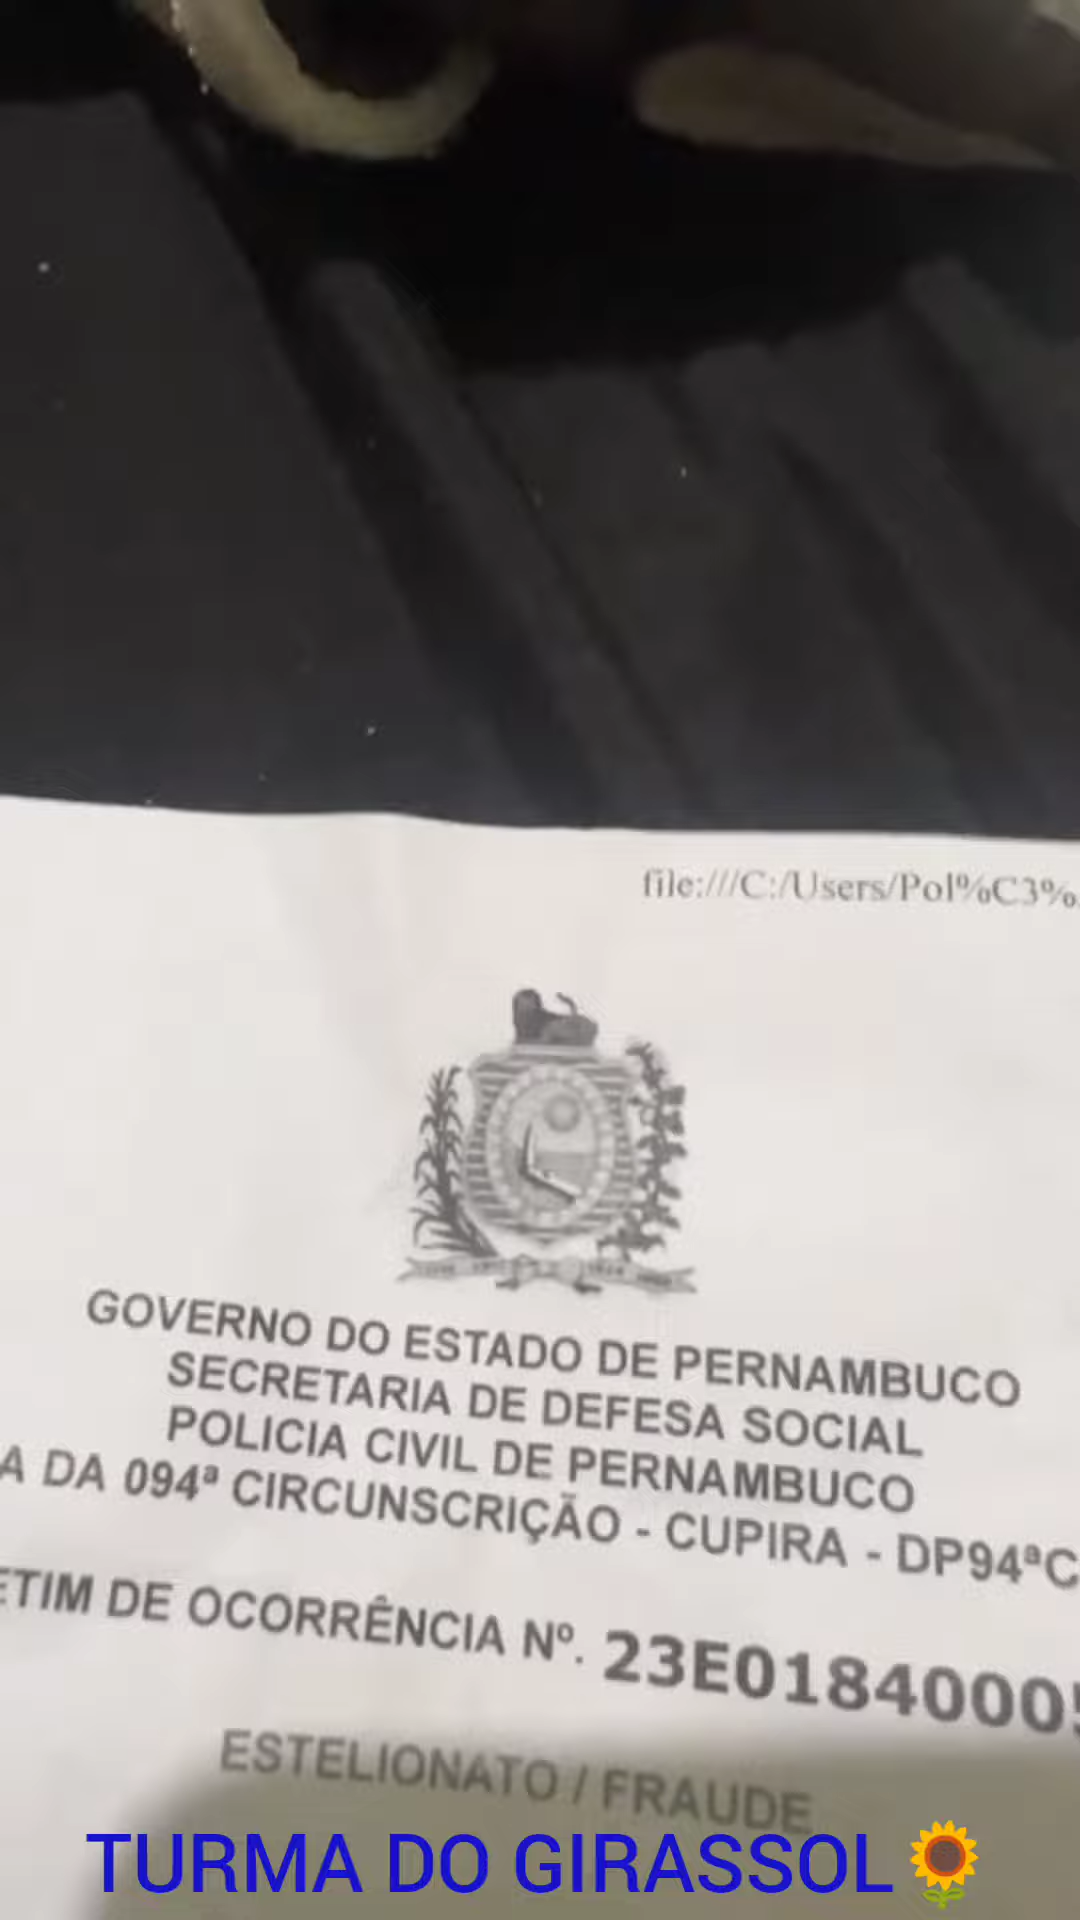 file:///C:/Users/Pol%C3%
GOVERNO DO ESTADO DE PERNAMBUCO
SECRETARIA DE DEFESA SOCIAL
POLICIA CIVIL DE PERNAMBUCO
A DA 094ª CIRCUNSCRIÇÃO - CUPIRA - DP94ªC
ETIM DE OCORRÊNCIA Nº. 23E01840005
ESTELIONATO / FRAUDE
TURMA DO GIRASSOL🌻